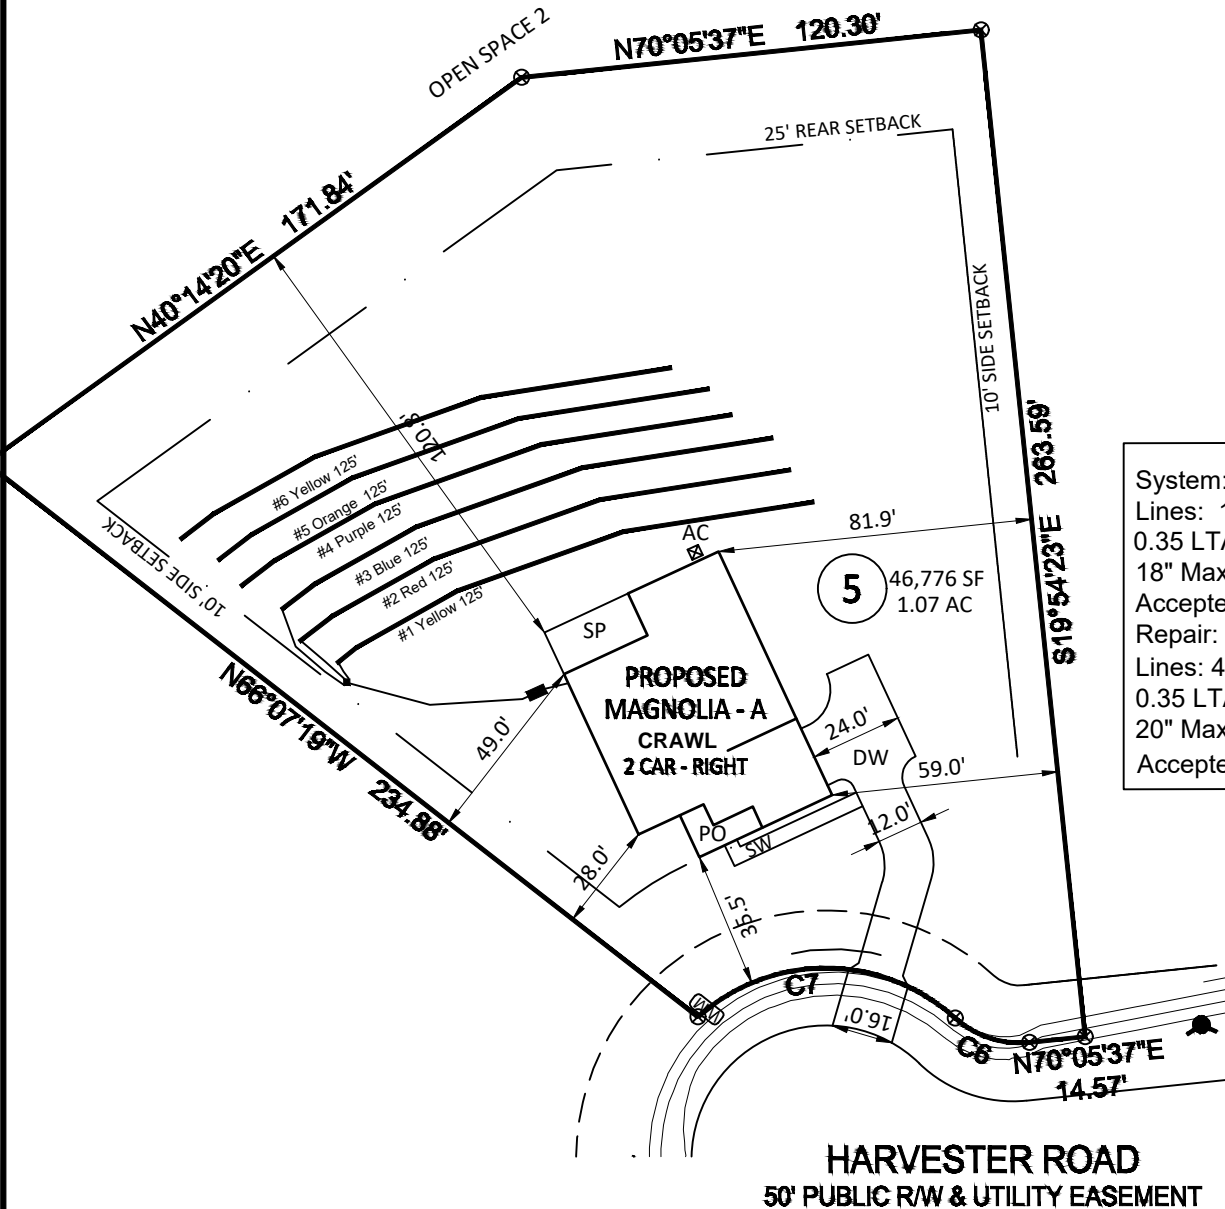 OPEN SPACE 2
N70°05'37"E 120.30'
25' REAR SETBACK
N40°14'20"E 171.84'
10' SIDE SETBACK
S19°54'23"E 263.59'
120.8'
#6 Yellow 125'
#5 Orange 125'
#4 Purple 125'
#3 Blue 125'
#2 Red 125'
#1 Yellow 125'
10' SIDE SETBACK
AC
81.9'
5
46,776 SF
1.07 AC
SP
PROPOSED
MAGNOLIA - A
CRAWL
2 CAR - RIGHT
N66°07'19"W 234.88'
49.0'
24.0'
DW
59.0'
12.0'
PO
SW
28.0'
35.5'
C7
16.0'
C6
N70°05'37"E
14.57'
HARVESTER ROAD
50' PUBLIC R/W & UTILITY EASEMENT
System:
Lines:
0.35 LT
18" Max
Accepte
Repair:
Lines: 4
0.35 LT
20" Max
Accepte